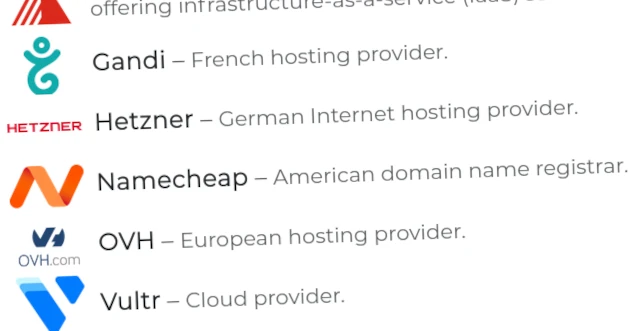 offering infrastructure-as-a-service (IaaS)
Gandi – French hosting provider.
HETZNER Hetzner – German Internet hosting provider.
Namecheap – American domain name registrar.
OVH.com OVH – European hosting provider.
Vultr – Cloud provider.